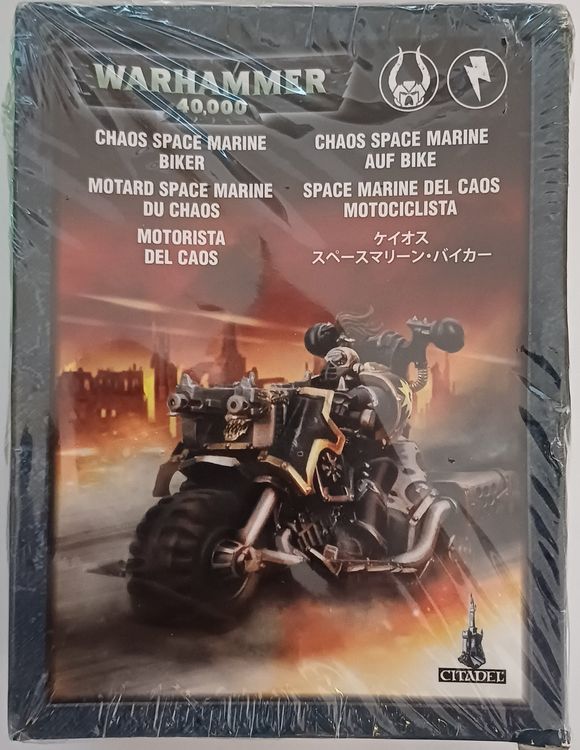 WARHAMMER
40,000
CHAOS SPACE MARINE
BIKER
MOTARD SPACE MARINE
DU CHAOS
MOTORISTA
DEL CAOS
CHAOS SPACE MARINE
AUF BIKE
SPACE MARINE DEL CAOS
MOTOCICLISTA
ケイオス
スペースマリーン・バイカー
CITADEL